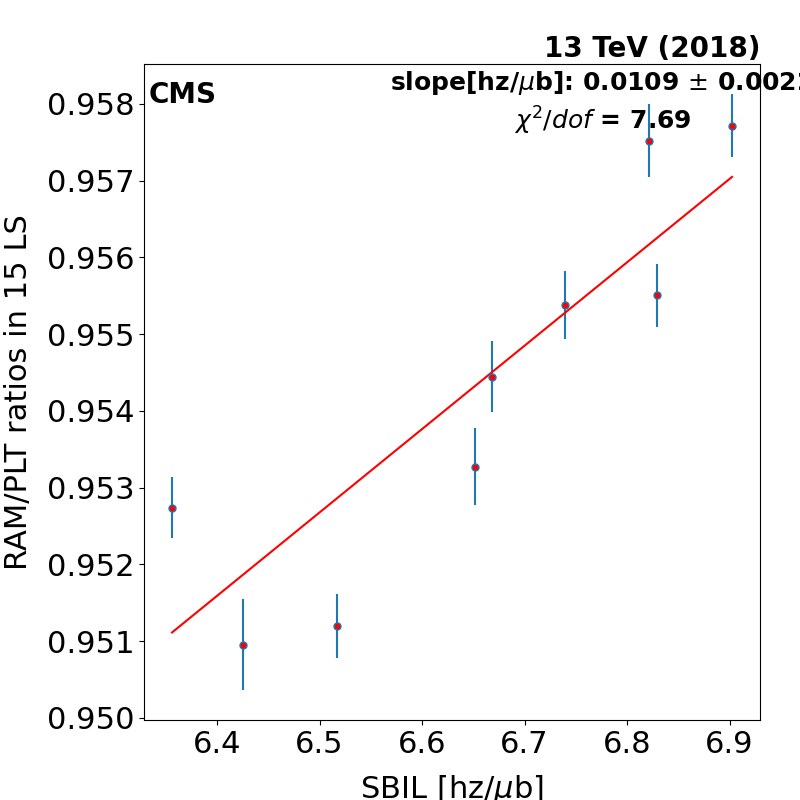 13 TeV (2018)
CMS
slope[hz/μb]: 0.0109 ± 0.002
χ²/dof = 7.69
RAM/PLT ratios in 15 LS
0.958
0.957
0.956
0.955
0.954
0.953
0.952
0.951
0.950
6.4 6.5 6.6 6.7 6.8 6.9
SBIL [hz/μb]